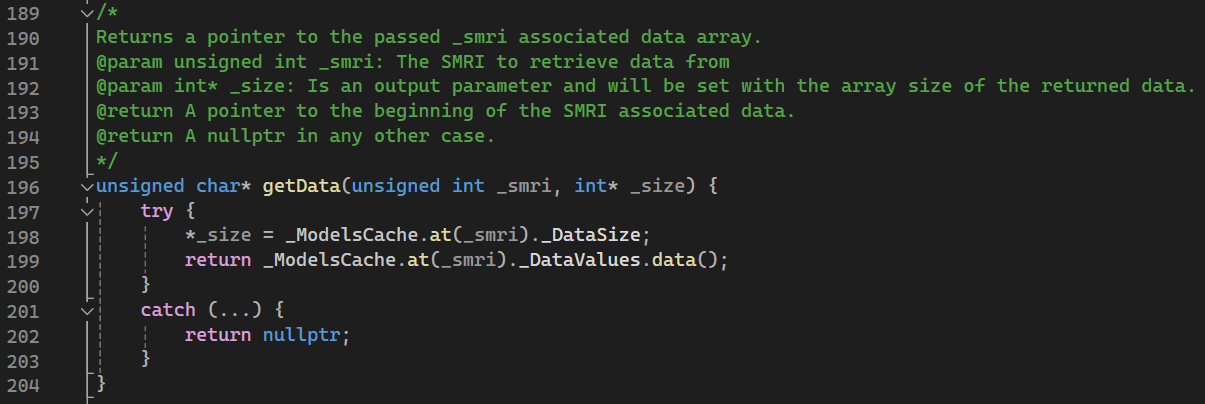 189 /*
190 Returns a pointer to the passed _smri associated data array.
191 @param unsigned int _smri: The SMRI to retrieve data from
192 @param int* _size: Is an output parameter and will be set with the array size of the returned data.
193 @return A pointer to the beginning of the SMRI associated data.
194 @return A nullptr in any other case.
195 */
196 unsigned char* getData(unsigned int _smri, int* _size) {
197     try {
198         *_size = _ModelsCache.at(_smri)._DataSize;
199         return _ModelsCache.at(_smri)._DataValues.data();
200     }
201     catch (...) {
202         return nullptr;
203     }
204 }